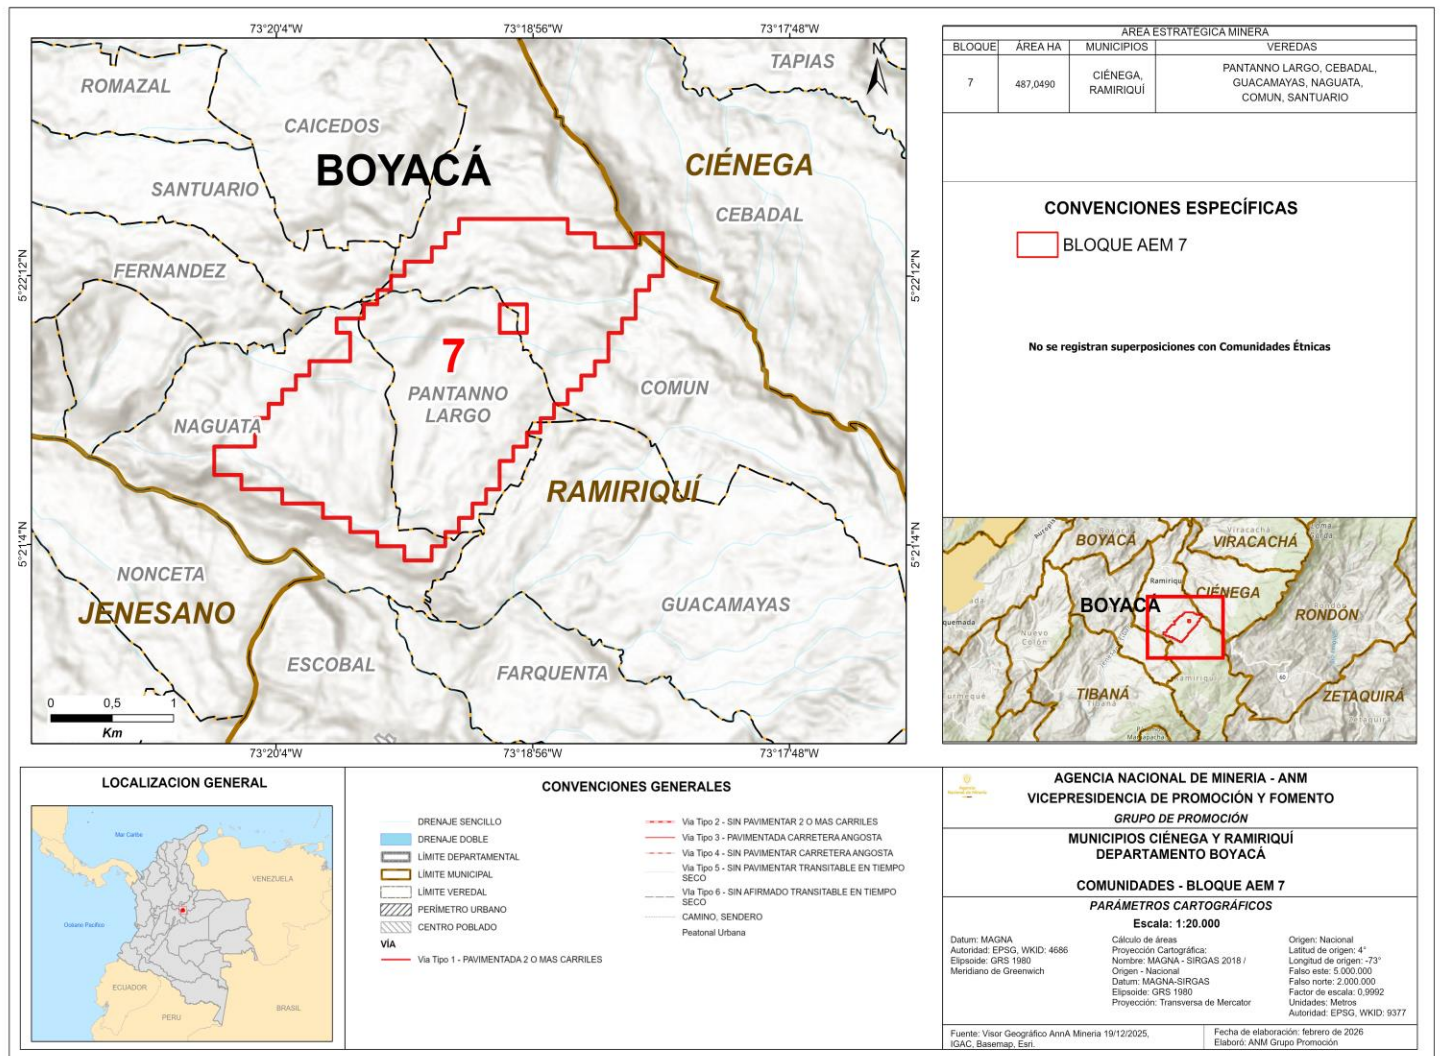 73°20'4"W 73°18'56"W 73°17'48"W
5°22'12"N
5°21'4"N
5°22'12"N
5°21'4"N
N
ROMAZAL
TAPIAS
CAICEDOS
BOYACÁ
CIÉNEGA
SANTUARIO
CEBADAL
FERNANDEZ
7
PANTANNO
LARGO
COMUN
NAGUATA
RAMIRIQUÍ
NONCETA
JENESANO
GUACAMAYAS
ESCOBAL
FARQUENTA
0 0,5 1
Km
73°20'4"W 73°18'56"W 73°17'48"W
AREA ESTRATÉGICA MINERA
BLOQUE ÁREA HA MUNICIPIOS VEREDAS
7 487,0490 CIÉNEGA,
RAMIRIQUÍ
PANTANNO LARGO, CEBADAL,
GUACAMAYAS, NAGUATA,
COMUN, SANTUARIO
CONVENCIONES ESPECÍFICAS
BLOQUE AEM 7
No se registran superposiciones con Comunidades Étnicas
BOYACÁ
Boyacá
Viracachá
VIRACACHÁ
Ramiriquí
CIÉNEGA
BOYACÁ
Rondón
RONDÓN
quemada
Nuevo
Colón
Ramiriquí
60
TIBANÁ
Tibaná
ZETAQUIRÁ
Zetaquira
LOCALIZACION GENERAL
Mar Caribe
VENEZUELA
Océano Pacífico
ECUADOR
PERU
BRASIL
CONVENCIONES GENERALES
DRENAJE SENCILLO
DRENAJE DOBLE
LÍMITE DEPARTAMENTAL
LÍMITE MUNICIPAL
LÍMITE VEREDAL
PERÍMETRO URBANO
CENTRO POBLADO
VÍA
Via Tipo 1 - PAVIMENTADA 2 O MAS CARRILES
Via Tipo 2 - SIN PAVIMENTAR 2 O MAS CARRILES
Via Tipo 3 - PAVIMENTADA CARRETERA ANGOSTA
Via Tipo 4 - SIN PAVIMENTAR CARRETERA ANGOSTA
Via Tipo 5 - SIN PAVIMENTAR TRANSITABLE EN TIEMPO
SECO
VIa Tipo 6 - SIN AFIRMADO TRANSITABLE EN TIEMPO
SECO
CAMINO, SENDERO
Peatonal Urbana
AGENCIA NACIONAL DE MINERIA - ANM
VICEPRESIDENCIA DE PROMOCIÓN Y FOMENTO
GRUPO DE PROMOCIÓN
MUNICIPIOS CIÉNEGA Y RAMIRIQUÍ
DEPARTAMENTO BOYACÁ
COMUNIDADES - BLOQUE AEM 7
PARÁMETROS CARTOGRÁFICOS
Escala: 1:20.000
Datum: MAGNA
Autoridad: EPSG, WKID: 4686
Elipsoide: GRS 1980
Meridiano de Greenwich
Cálculo de áreas
Proyección Cartográfica:
Nombre: MAGNA - SIRGAS 2018 /
Origen - Nacional
Datum: MAGNA-SIRGAS
Elipsoide: GRS 1980
Proyección: Transversa de Mercator
Origen: Nacional
Latitud de origen: 4°
Longitud de origen: -73°
Falso este: 5.000.000
Falso norte: 2.000.000
Factor de escala: 0,9992
Unidades: Metros
Autoridad: EPSG, WKID: 9377
Fuente: Visor Geográfico AnnA Mineria 19/12/2025,
IGAC, Basemap, Esri.
Fecha de elaboración: febrero de 2026
Elaboró: ANM Grupo Promoción